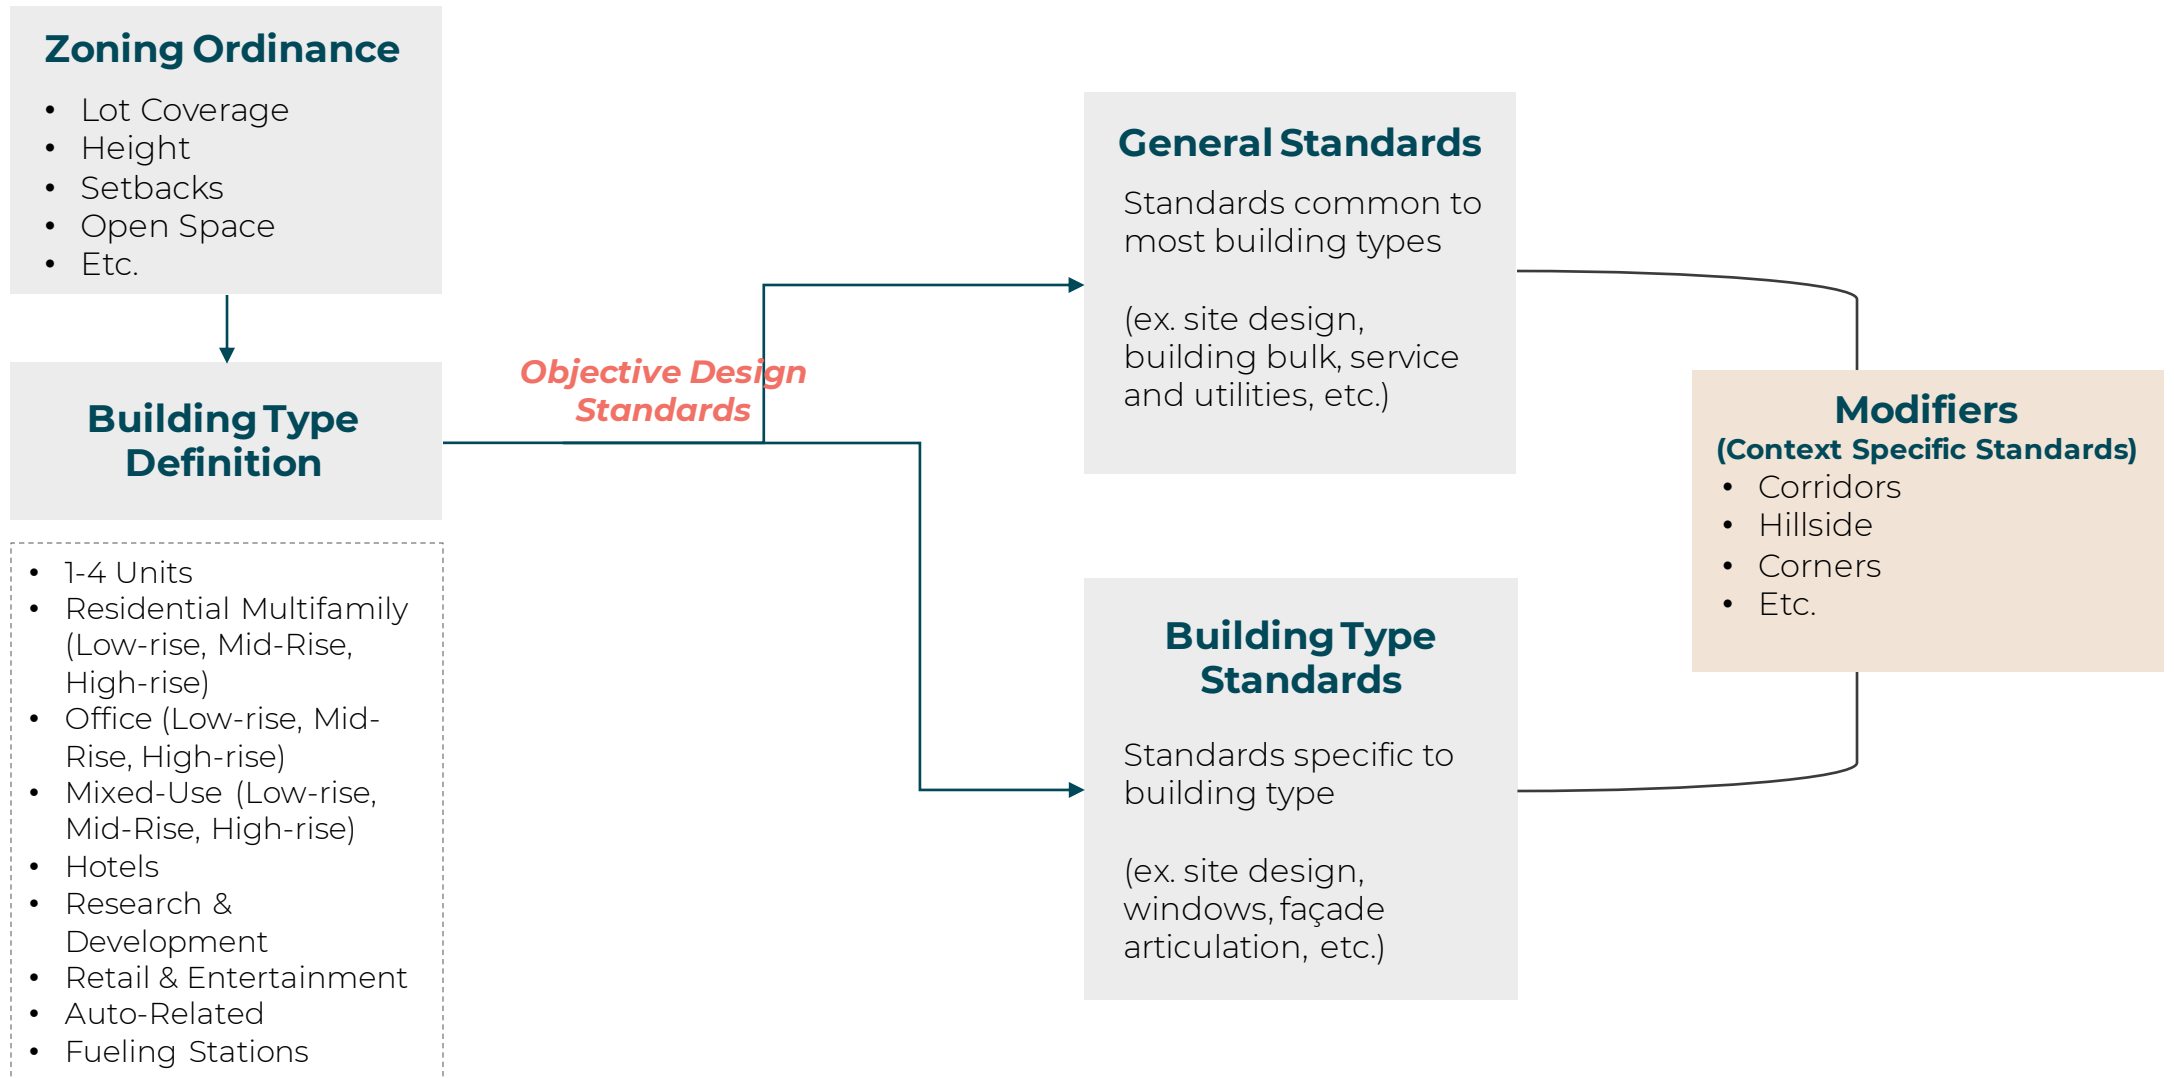 Zoning Ordinance
• Lot Coverage
• Height
• Setbacks
• Open Space
• Etc.
Building Type
Definition
• 1-4 Units
• Residential Multifamily
(Low-rise, Mid-Rise,
High-rise)
• Office (Low-rise, Mid-
Rise, High-rise)
• Mixed-Use (Low-rise,
Mid-Rise, High-rise)
• Hotels
• Research &
Development
• Retail & Entertainment
• Auto-Related
• Fueling Stations
Objective Design
Standards
General Standards
Standards common to
most building types
(ex. site design,
building bulk, service
and utilities, etc.)
Building Type
Standards
Standards specific to
building type
(ex. site design,
windows, façade
articulation, etc.)
Modifiers
(Context Specific Standards)
• Corridors
• Hillside
• Corners
• Etc.